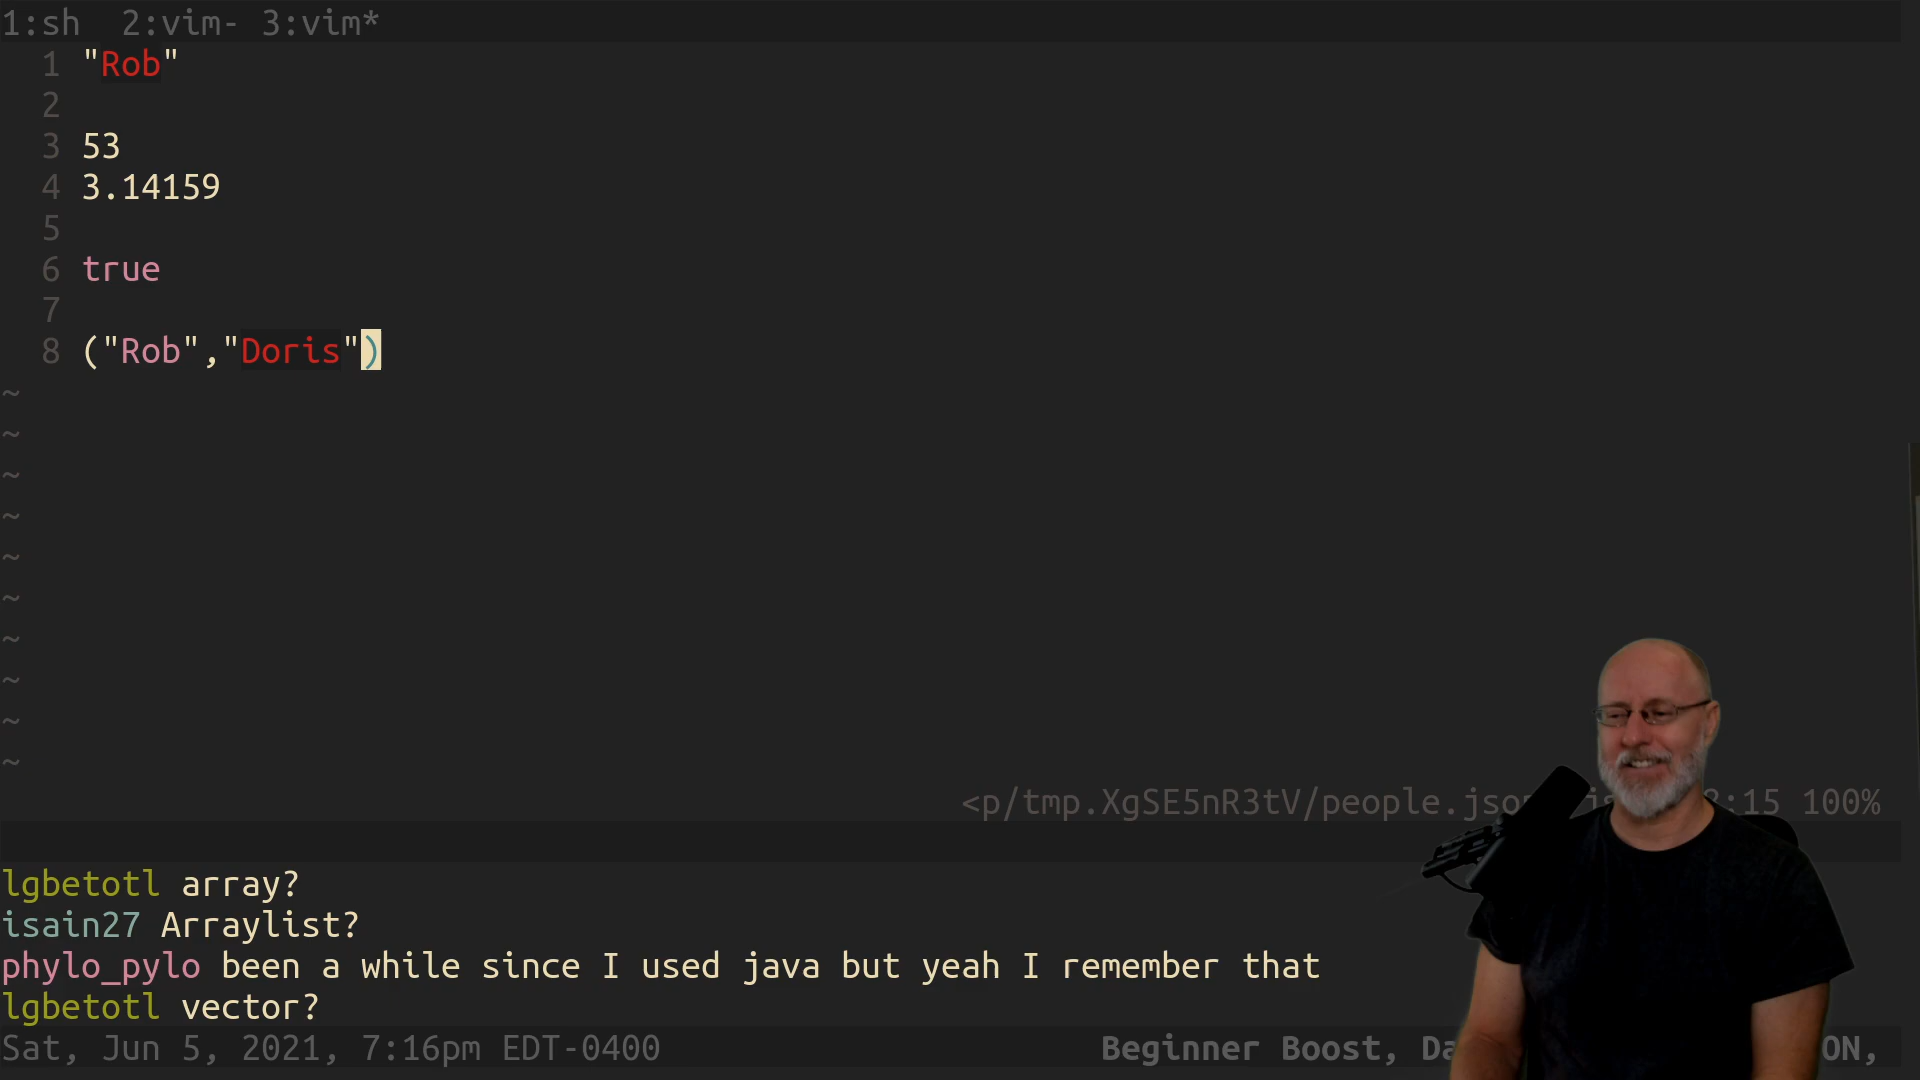 1:sh  2:vim- 3:vim*
1 "Rob"
2
3 53
4 3.14159
5
6 true
7
8 ("Rob","Doris")
~
~
~
~
~
~
~
~
~
~
<p/tmp.XgSE5nR3tV/people.json :15 100%
lgbetotl array?
isain27 Arraylist?
phylo_pylo been a while since I used java but yeah I remember that
lgbetotl vector?
Sat, Jun 5, 2021, 7:16pm EDT-0400 Beginner Boost, ON,